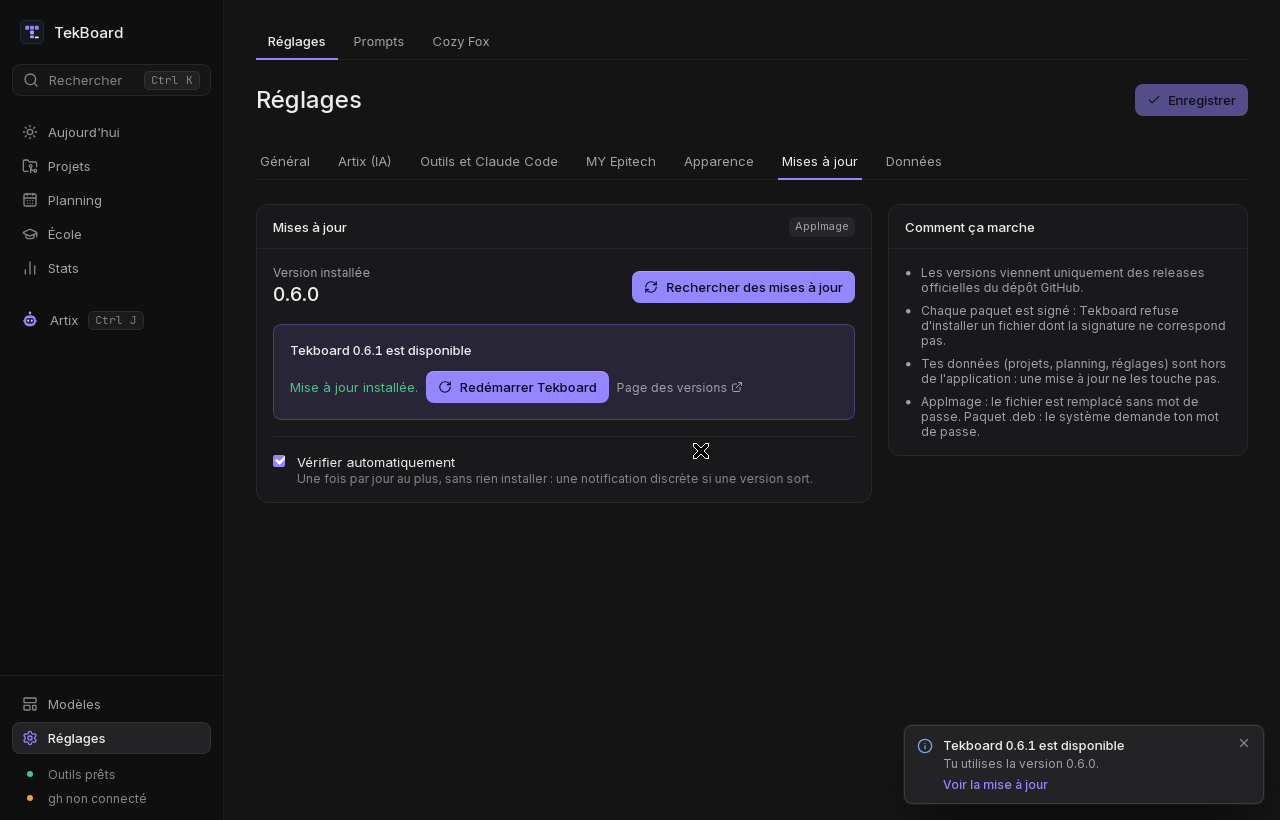 TekBoard
Rechercher Ctrl K
Aujourd'hui
Projets
Planning
École
Stats
Artix Ctrl J
Modèles
Réglages
Outils prêts
gh non connecté
Réglages Prompts Cozy Fox
Réglages
Enregistrer
Général Artix (IA) Outils et Claude Code MY Epitech Apparence Mises à jour Données
Mises à jour AppImage
Version installée
0.6.0
Rechercher des mises à jour
Tekboard 0.6.1 est disponible
Mise à jour installée. Redémarrer Tekboard Page des versions
Vérifier automatiquement
Une fois par jour au plus, sans rien installer : une notification discrète si une version sort.
Comment ça marche
Les versions viennent uniquement des releases
officielles du dépôt GitHub.
Chaque paquet est signé : Tekboard refuse
d'installer un fichier dont la signature ne correspond
pas.
Tes données (projets, planning, réglages) sont hors
de l'application : une mise à jour ne les touche pas.
AppImage : le fichier est remplacé sans mot de
passe. Paquet .deb : le système demande ton mot
de passe.
Tekboard 0.6.1 est disponible
Tu utilises la version 0.6.0.
Voir la mise à jour